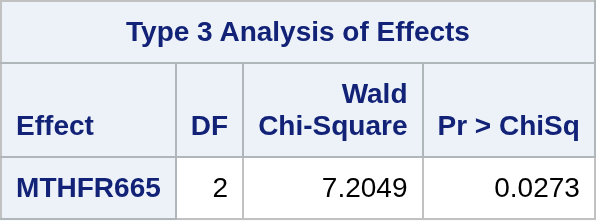 Type 3 Analysis of Effects
Wald
Effect DF Chi-Square Pr > ChiSq
MTHFR665 2 7.2049 0.0273